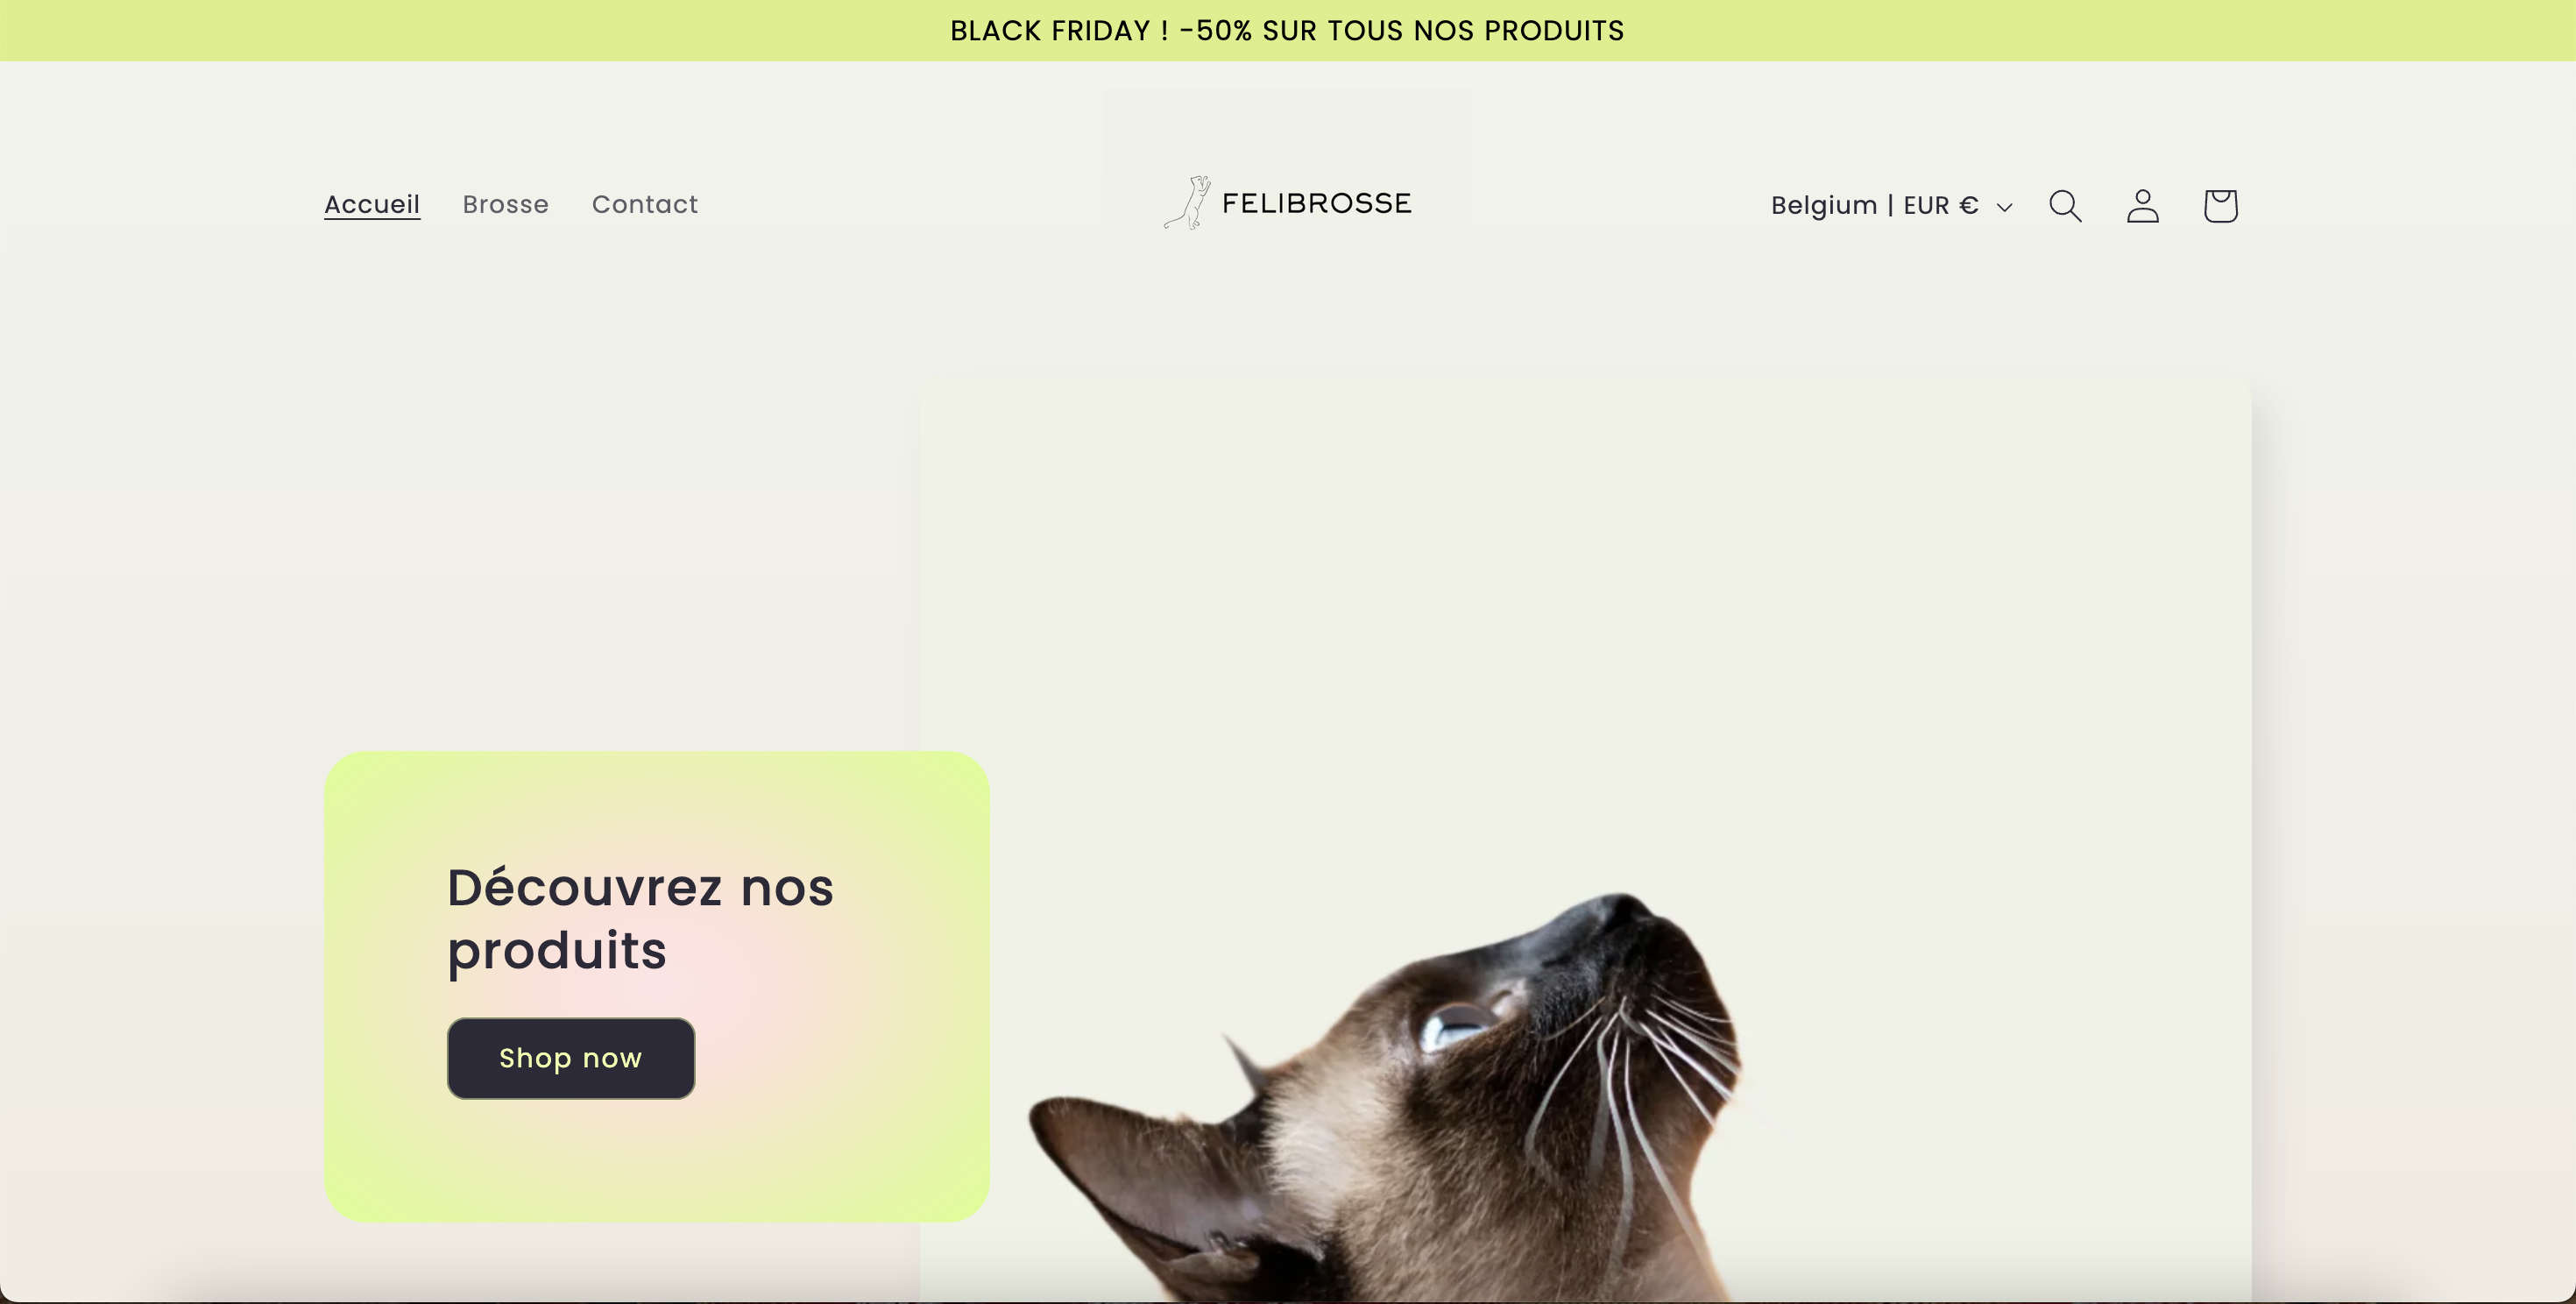 BLACK FRIDAY ! -50% SUR TOUS NOS PRODUITS
Accueil Brosse Contact
FELIBROSSE
Belgium | EUR €
Découvrez nos
produits
Shop now